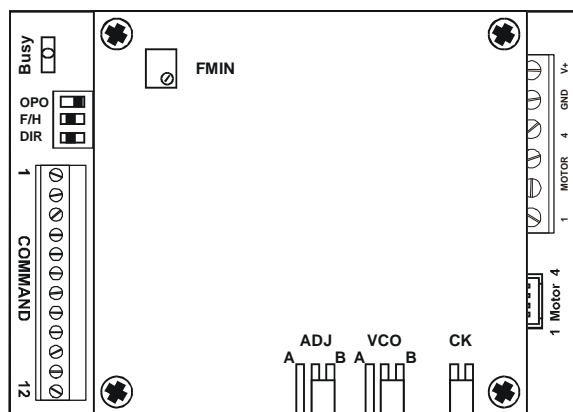 Busy
FMIN
OPO
F/H
DIR
1
COMMAND
12
V+
GND
4
MOTOR
1
1 Motor 4
ADJ
A B
VCO
A B
CK